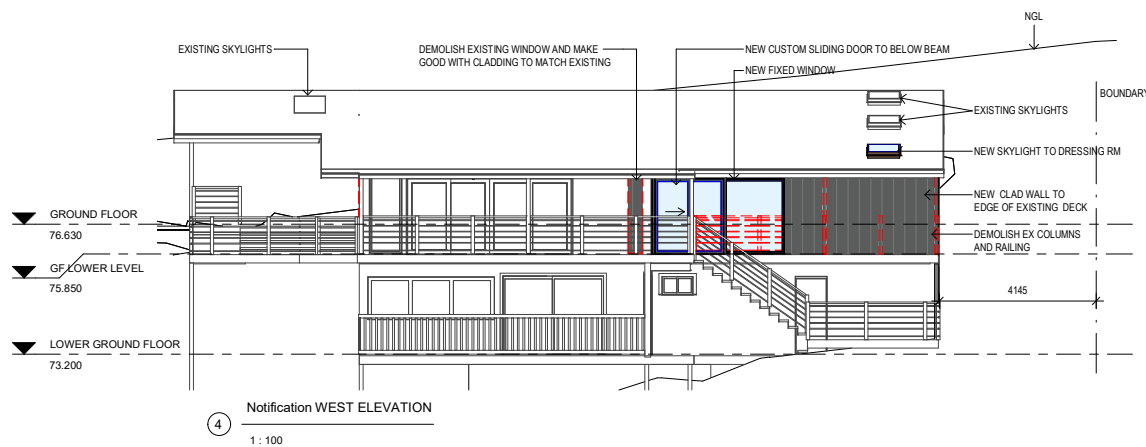 NGL
EXISTING SKYLIGHTS
DEMOLISH EXISTING WINDOW AND MAKE
GOOD WITH CLADDING TO MATCH EXISTING
NEW CUSTOM SLIDING DOOR TO BELOW BEAM
NEW FIXED WINDOW
BOUNDARY
EXISTING SKYLIGHTS
NEW SKYLIGHT TO DRESSING RM
NEW CLAD WALL TO
EDGE OF EXISTING DECK
DEMOLISH EX COLUMNS
AND RAILING
GROUND FLOOR
76.630
GF LOWER LEVEL
75.850
4145
LOWER GROUND FLOOR
73.200
4
Notification WEST ELEVATION
1 : 100